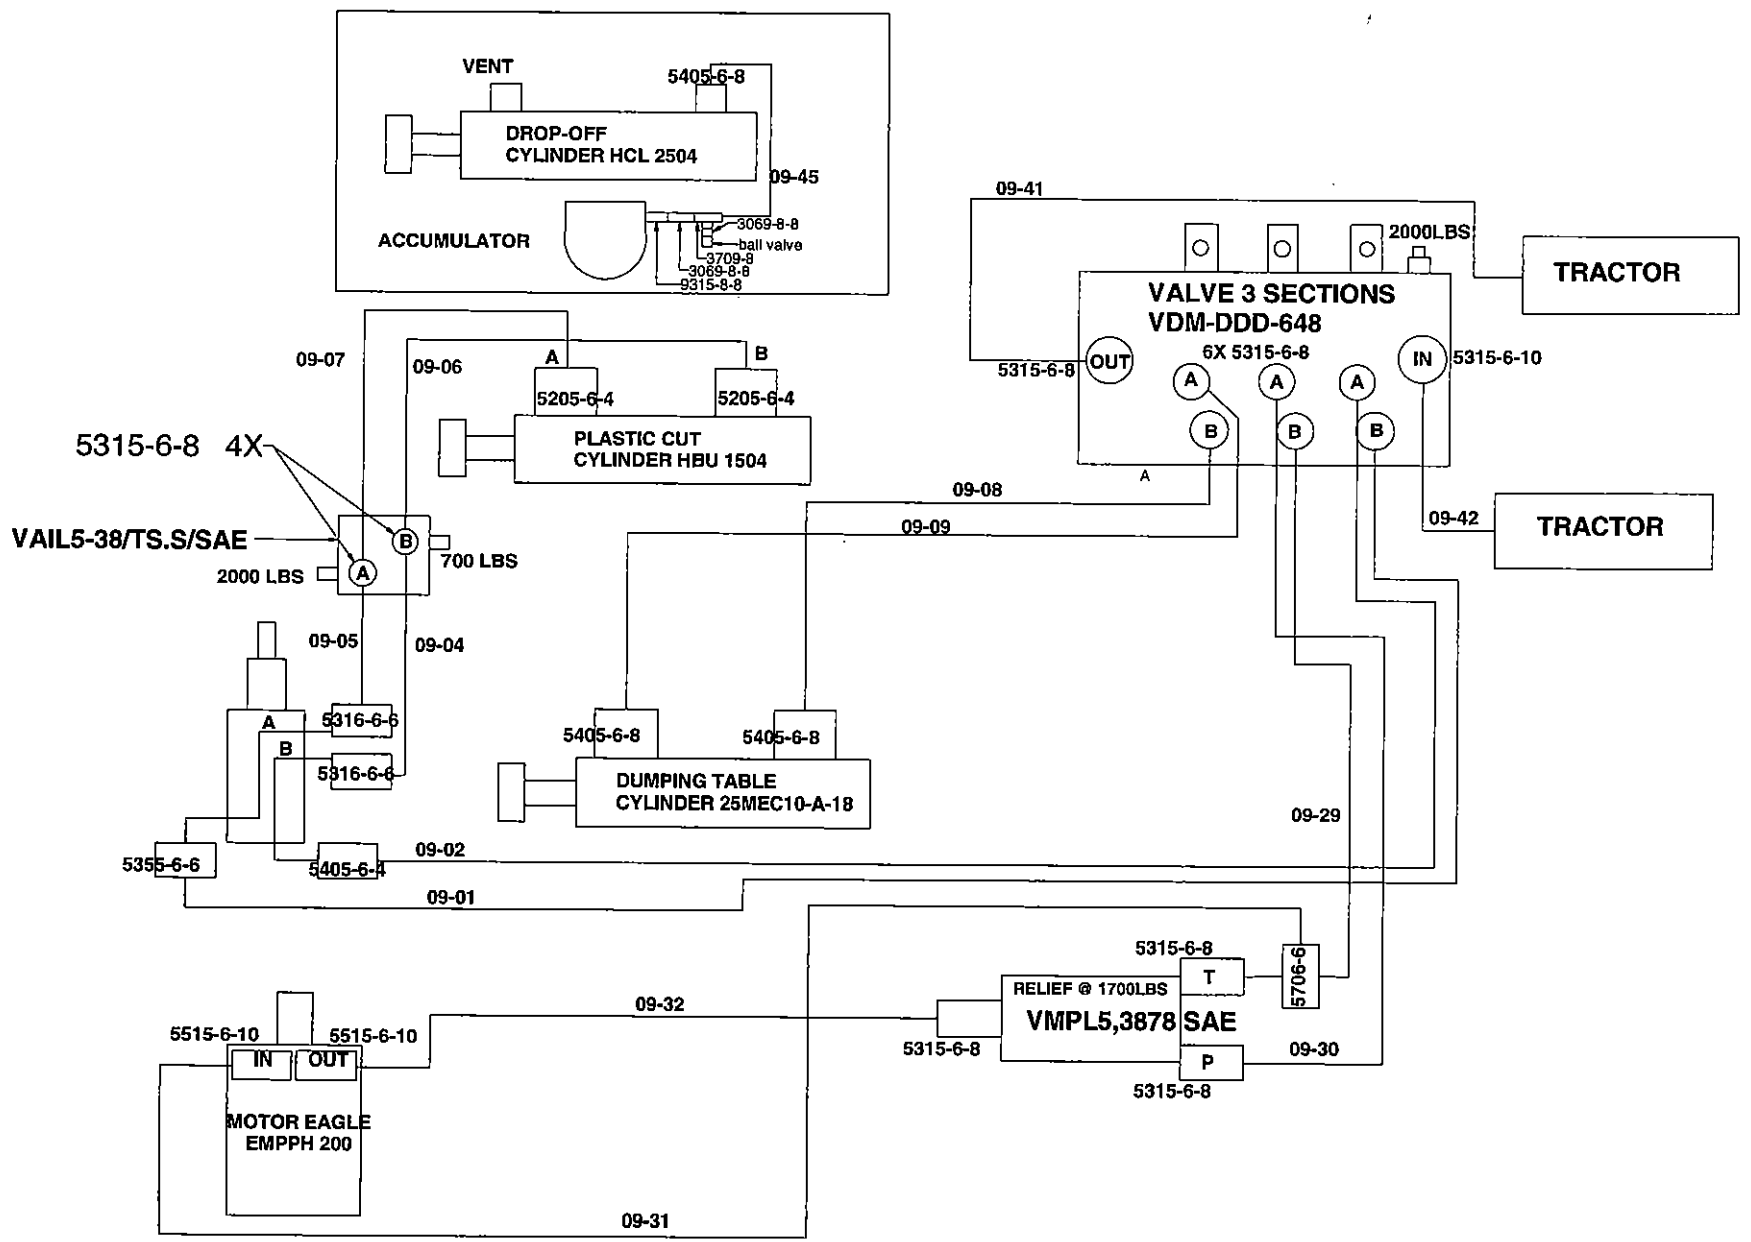 VENT
5405-6-8
DROP-OFF
CYLINDER HCL 2504
09-45
ACCUMULATOR
3069-8-8
ball valve
3709-8
3069-8-8
9315-8-8
09-41
2000LBS
TRACTOR
VALVE 3 SECTIONS
VDM-DDD-648
6X 5315-6-8
OUT
IN
5315-6-8
5315-6-10
A
A
A
B
B
B
A
09-07
09-06
A
B
5205-6-4
5205-6-4
PLASTIC CUT
CYLINDER HBU 1504
5315-6-8 4X
VAIL5-38/TS.S/SAE
B
A
700 LBS
2000 LBS
09-08
09-09
09-42
TRACTOR
09-05
09-04
A
5316-6-6
B
5316-6-6
5405-6-8
5405-6-8
DUMPING TABLE
CYLINDER 25MEC10-A-18
09-29
5355-6-6
5405-6-4
09-02
09-01
5315-6-8
T
5706-6
RELIEF @ 1700LBS
VMPL5,3878 SAE
09-32
5315-6-8
P
09-30
5315-6-8
5515-6-10
5515-6-10
IN
OUT
MOTOR EAGLE
EMPPH 200
09-31